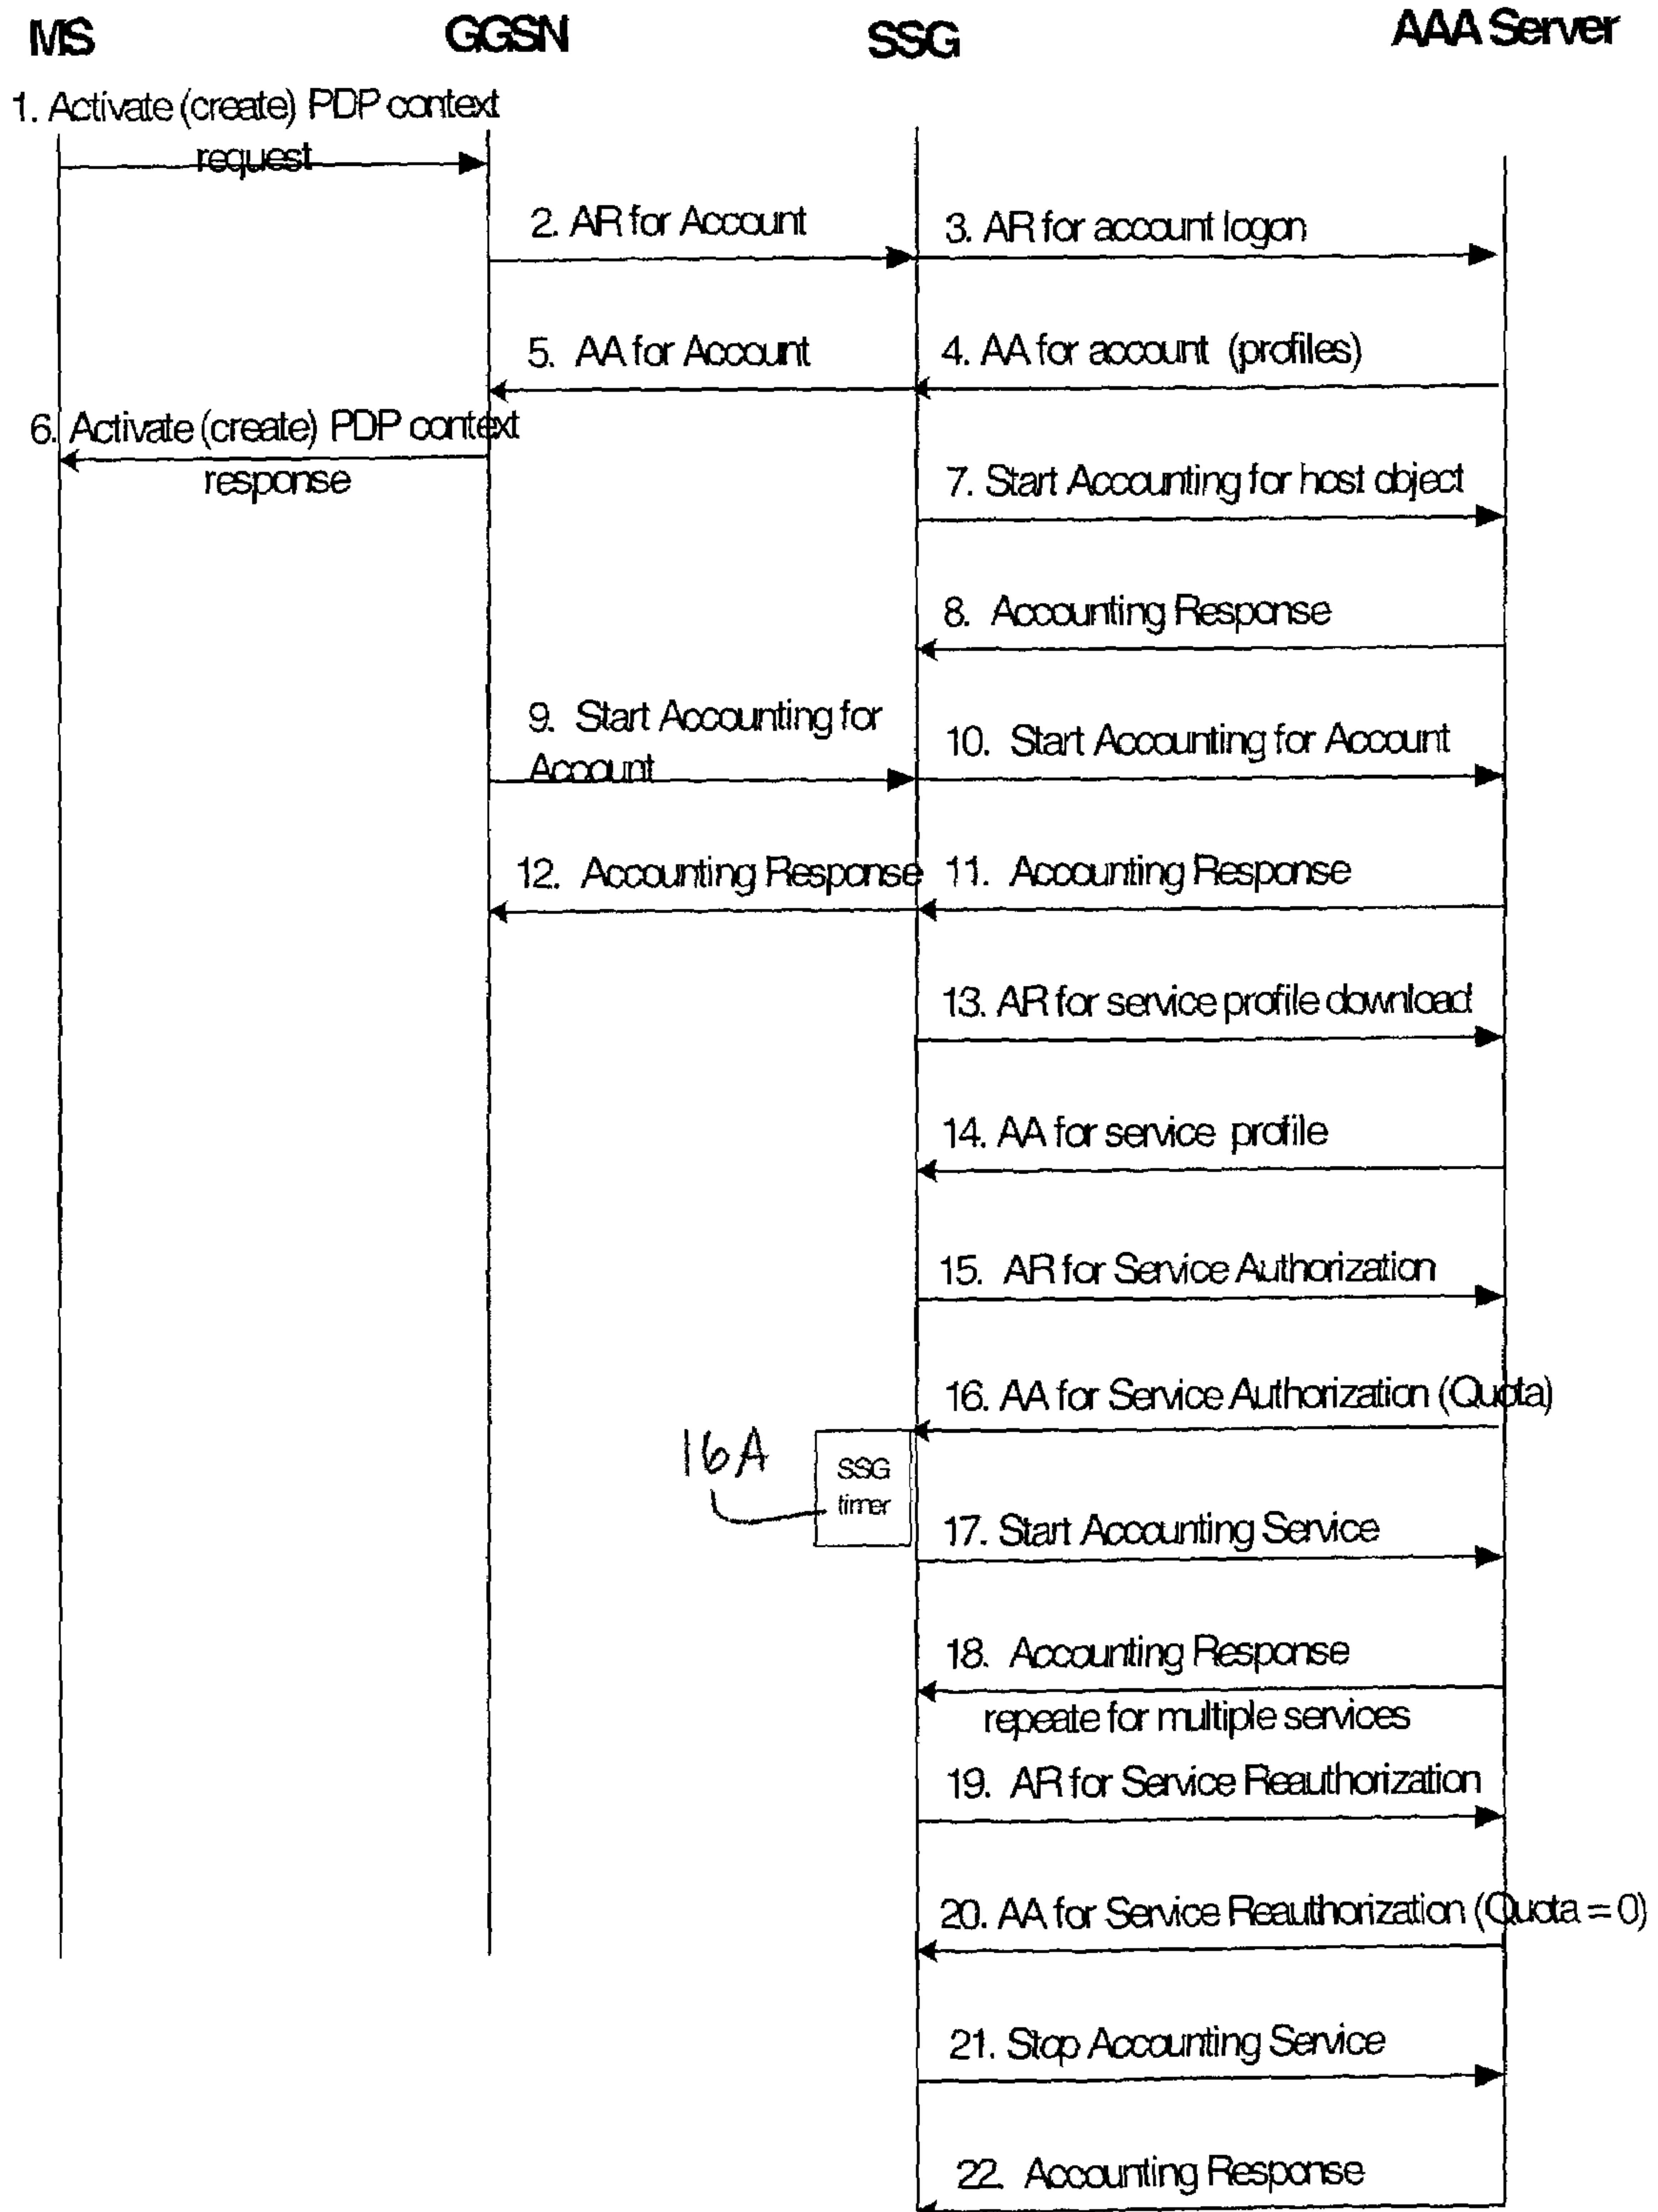 MS GGSN SSG AAA Server
1. Activate (create) PDP context
request
2. AR for Account
3. AR for account logon
5. AA for Account
4. AA for account (profiles)
6. Activate (create) PDP context
response
7. Start Accounting for host object
8. Accounting Response
9. Start Accounting for
Account
10. Start Accounting for Account
12. Accounting Response
11. Accounting Response
13. AR for service profile download
14. AA for service profile
15. AR for Service Authorization
16. AA for Service Authorization (Quota)
16A
SSG
timer
17. Start Accounting Service
18. Accounting Response
repeate for multiple services
19. AR for Service Reauthorization
20. AA for Service Reauthorization (Quota = 0)
21. Stop Accounting Service
22. Accounting Response